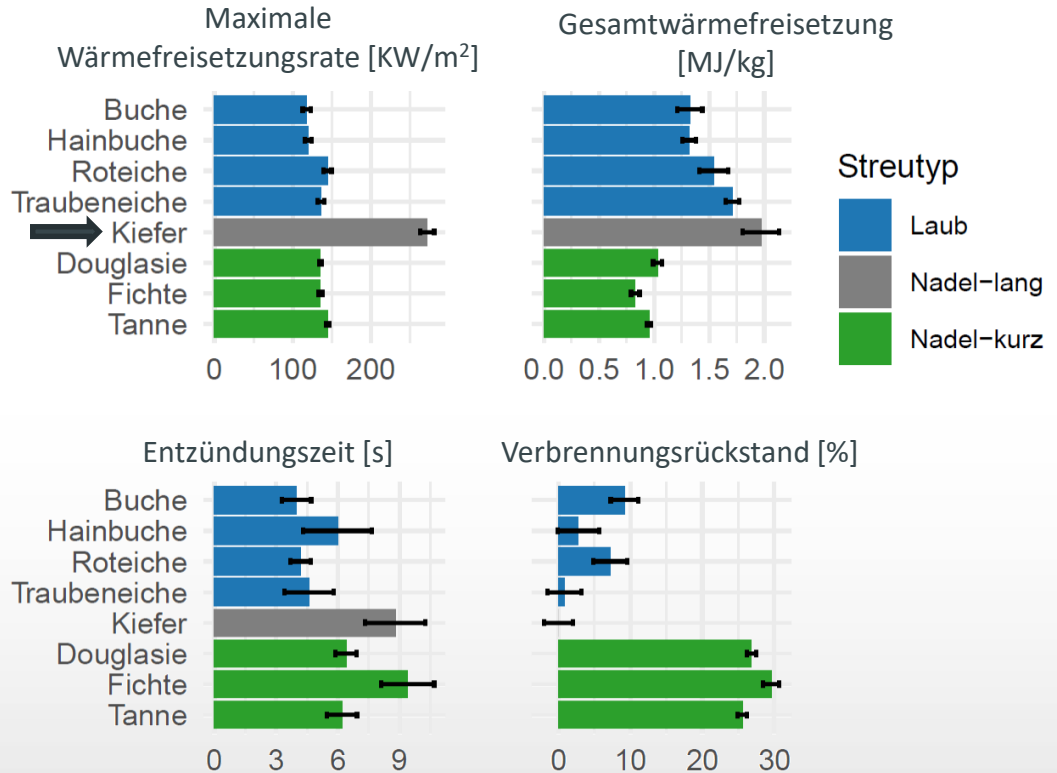 Maximale
Wärmefreisetzungsrate [KW/m²]
Gesamtwärmefreisetzung
[MJ/kg]
Buche
Hainbuche
Roteiche
Traubeneiche
Kiefer
Douglasie
Fichte
Tanne
0 100 200
0.0 0.5 1.0 1.5 2.0
Streutyp
Laub
Nadel-lang
Nadel-kurz
Entzündungszeit [s]
Verbrennungsrückstand [%]
Buche
Hainbuche
Roteiche
Traubeneiche
Kiefer
Douglasie
Fichte
Tanne
0 3 6 9
0 10 20 30